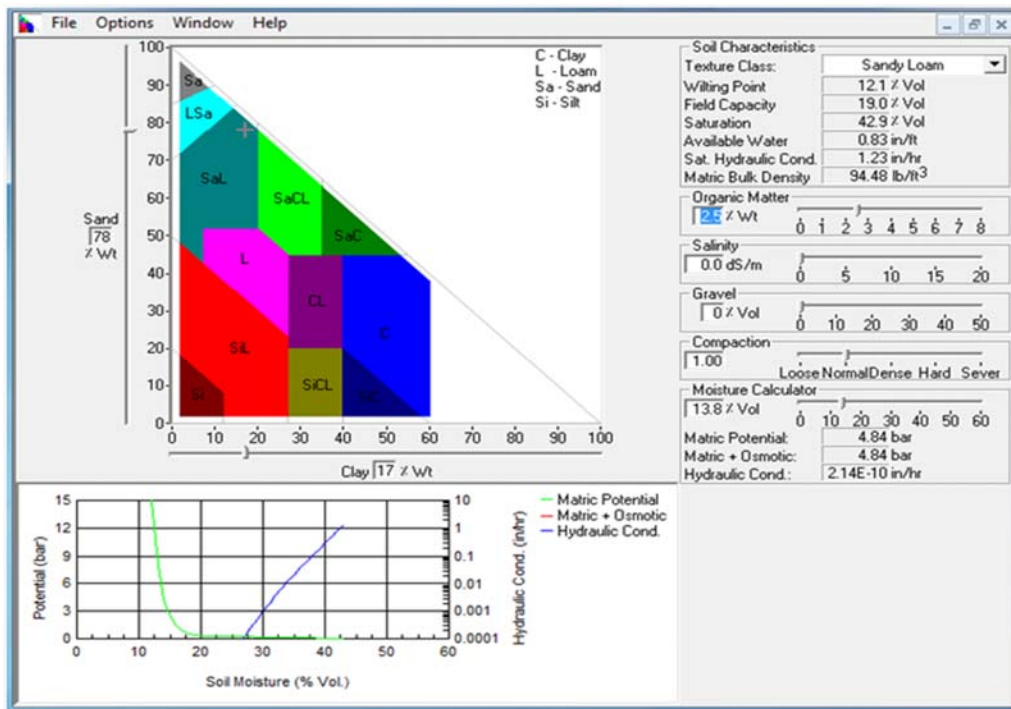 File Options Window
C - Clay
L - Loam
Sa - Sand
Si - Silt
100
90
80
70
60
50
40
30
20
10
0
Sand
78
% Wt
Sa
LSa
SaL
SaCL
SaC
L
CL
C
SiL
SiCL
SiC
Si
0 10 20 30 40 50 60 70 80 90 100
Clay 17 % Wt
Soil Characteristics
Texture Class: Sandy Loam
Wilting Point 12.1 % Vol
Field Capacity 19.0 % Vol
Saturation 42.9 % Vol
Available Water 0.83 in/ft
Sat. Hydraulic Cond. 1.23 in/hr
Matric Bulk Density 94.48 lb/ft3
Organic Matter
2.5 % Wt
0 1 2 3 4 5 6 7 8
Salinity
0.0 dS/m
0 5 10 15 20
Gravel
0 % Vol
0 10 20 30 40 50
Compaction
1.00
Loose Normal Dense Hard Sever
Moisture Calculator
13.8 % Vol
0 10 20 30 40 50 60
Matric Potential: 4.84 bar
Matric + Osmotic: 4.84 bar
Hydraulic Cond.: 2.14E-10 in/hr
Potential (bar)
15
12
9
6
3
0
0 10 20 30 40 50 60
Soil Moisture (% Vol.)
10
1
0.1
0.01
0.001
0.0001
Hydraulic Cond. (in/hr)
Matric Potential
Matric + Osmotic
Hydraulic Cond.